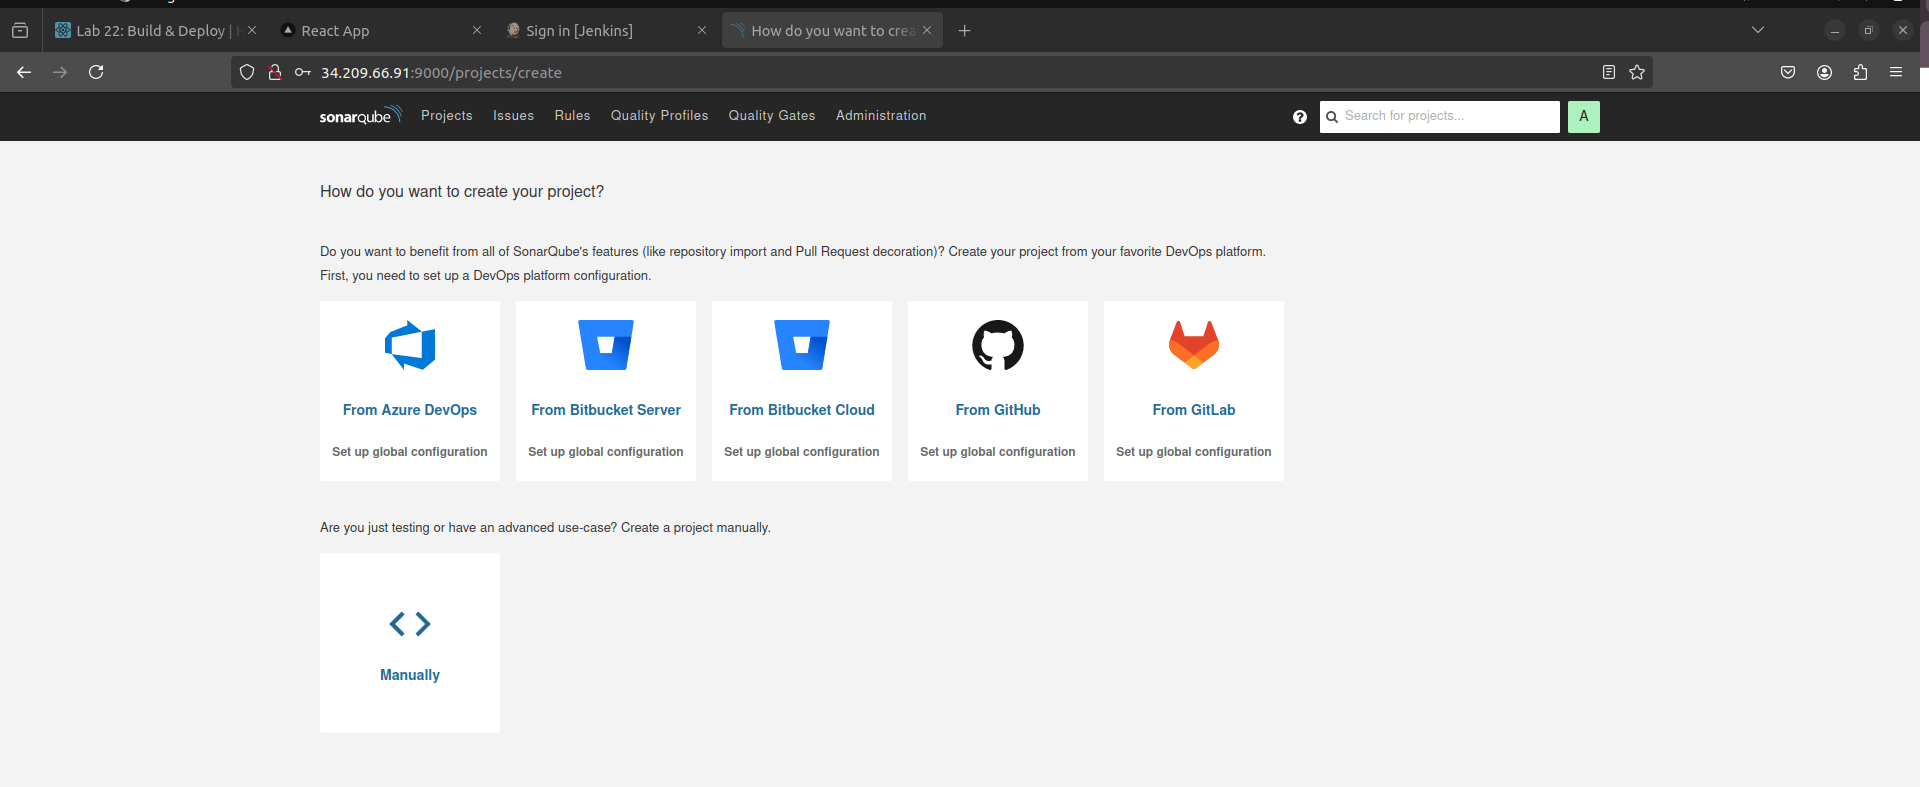 Lab 22: Build & Deploy |
React App
Sign in [Jenkins]
How do you want to crea
34.209.66.91:9000/projects/create
sonarqube
Projects
Issues
Rules
Quality Profiles
Quality Gates
Administration
?
Search for projects...
A
How do you want to create your project?
Do you want to benefit from all of SonarQube's features (like repository import and Pull Request decoration)? Create your project from your favorite DevOps platform.
First, you need to set up a DevOps platform configuration.
From Azure DevOps
Set up global configuration
From Bitbucket Server
Set up global configuration
From Bitbucket Cloud
Set up global configuration
From GitHub
Set up global configuration
From GitLab
Set up global configuration
Are you just testing or have an advanced use-case? Create a project manually.
Manually